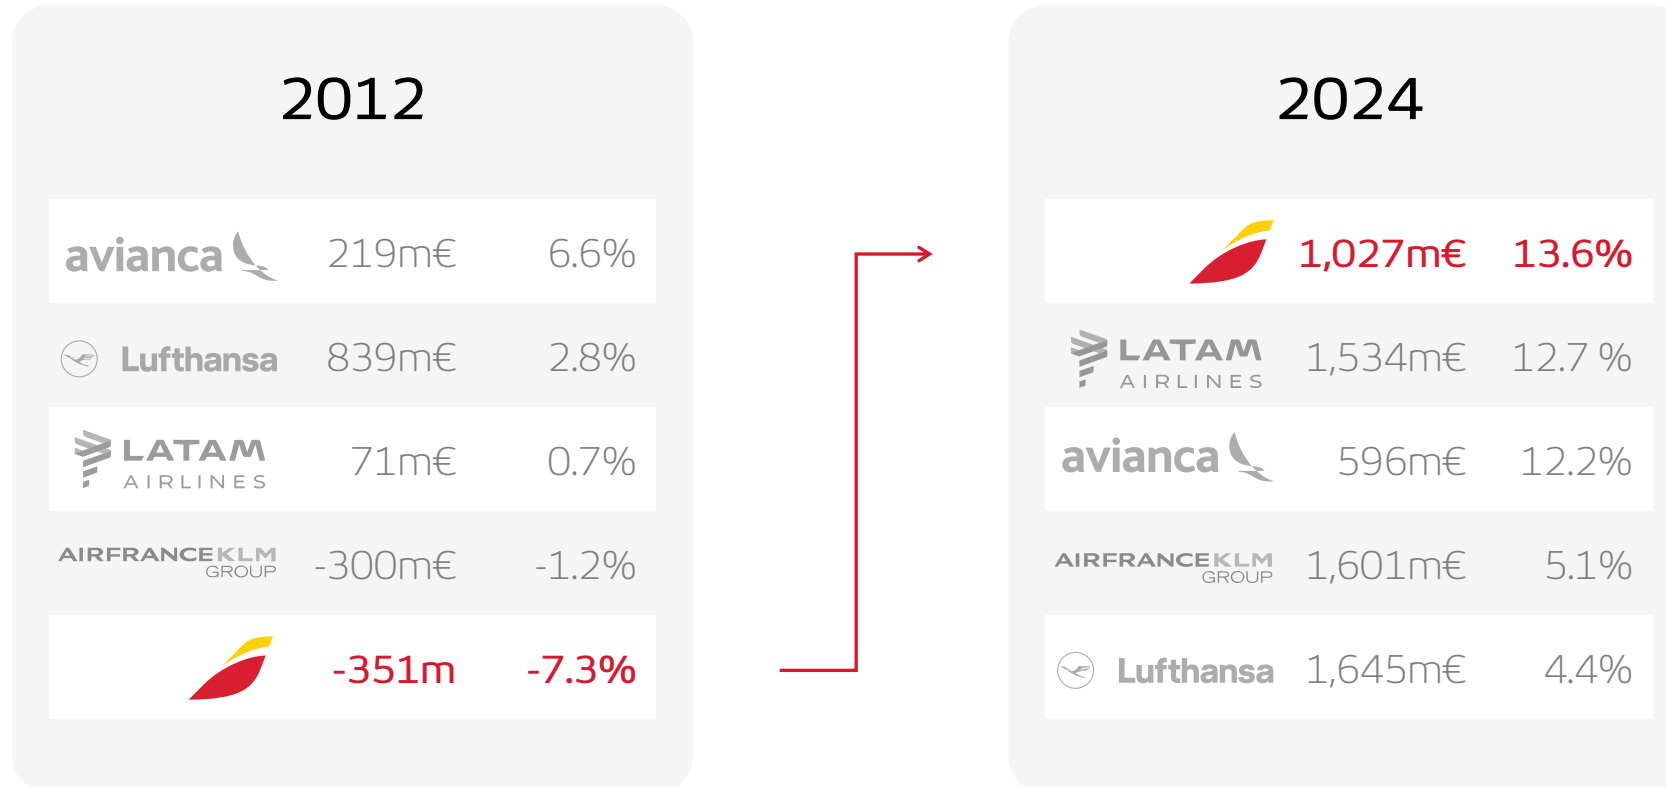 2012
avianca 219m€ 6.6%
Lufthansa 839m€ 2.8%
LATAM AIRLINES 71m€ 0.7%
AIRFRANCEKLM GROUP -300m€ -1.2%
-351m -7.3%
2024
1,027m€ 13.6%
LATAM AIRLINES 1,534m€ 12.7 %
avianca 596m€ 12.2%
AIRFRANCEKLM GROUP 1,601m€ 5.1%
Lufthansa 1,645m€ 4.4%